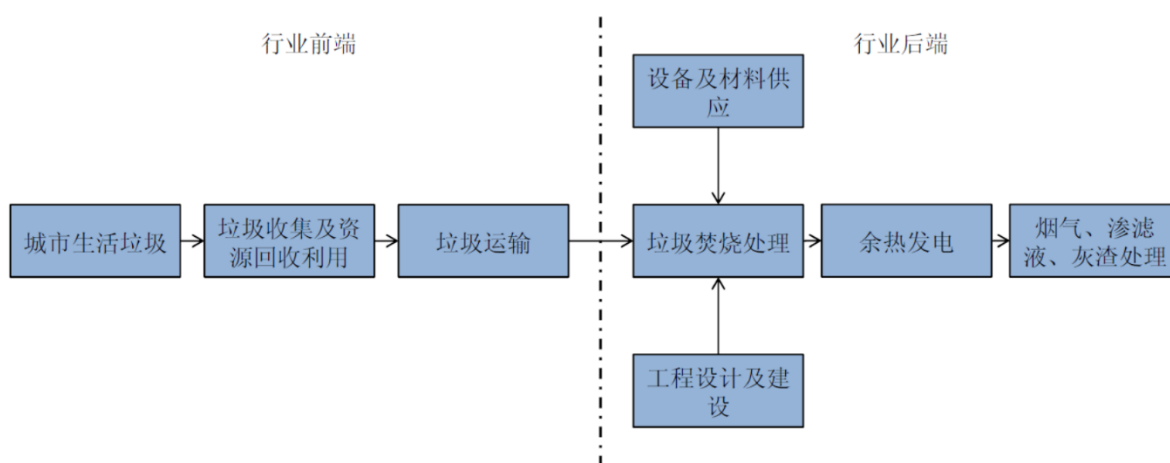 行业前端
行业后端
设备及材料供
应
城市生活垃圾
垃圾收集及资
源回收利用
垃圾运输
垃圾焚烧处理
余热发电
烟气、渗滤
液、灰渣处理
工程设计及建
设